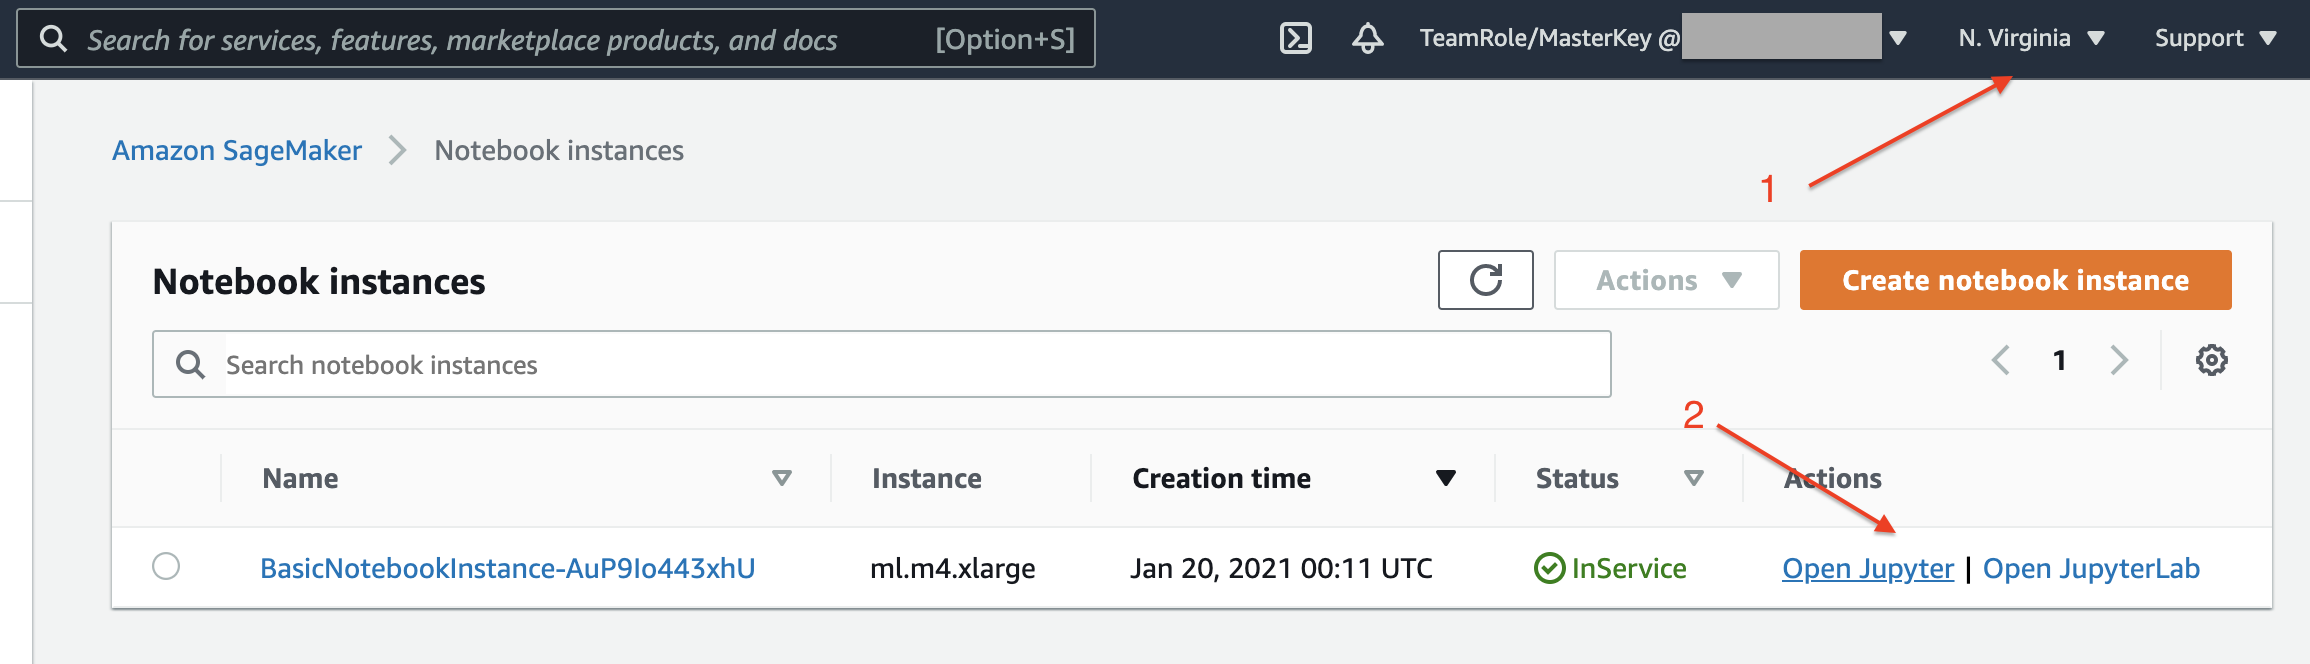 Search for services, features, marketplace products, and docs [Option+S] TeamRole/MasterKey @ N. Virginia Support
Amazon SageMaker Notebook instances
1
Notebook instances Actions Create notebook instance
Search notebook instances 1
2
Name Instance Creation time Status Actions
BasicNotebookInstance-AuP9Io443xhU ml.m4.xlarge Jan 20, 2021 00:11 UTC InService Open Jupyter | Open JupyterLab